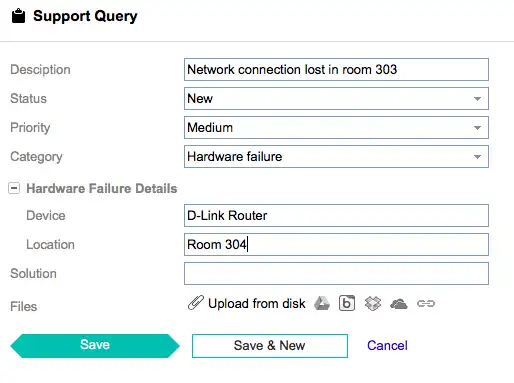 Support Query
Desciption Network connection lost in room 303
Status New
Priority Medium
Category Hardware failure
Hardware Failure Details
Device D-Link Router
Location Room 304
Solution
Files Upload from disk
Save Save & New Cancel